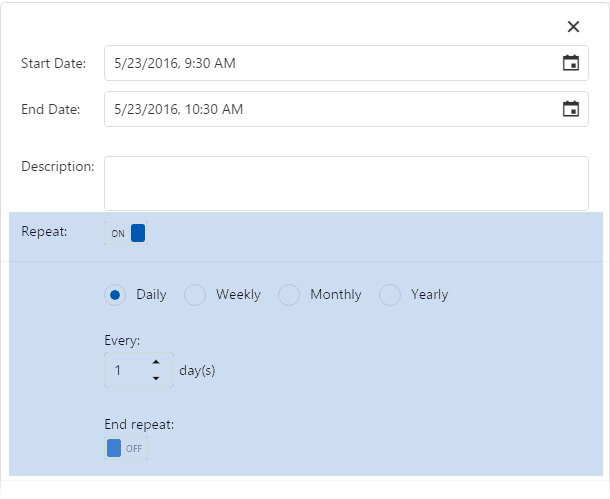 Start Date: 5/23/2016, 9:30 AM
End Date: 5/23/2016, 10:30 AM
Description:
Repeat: ON
Daily Weekly Monthly Yearly
Every:
1 day(s)
End repeat:
OFF